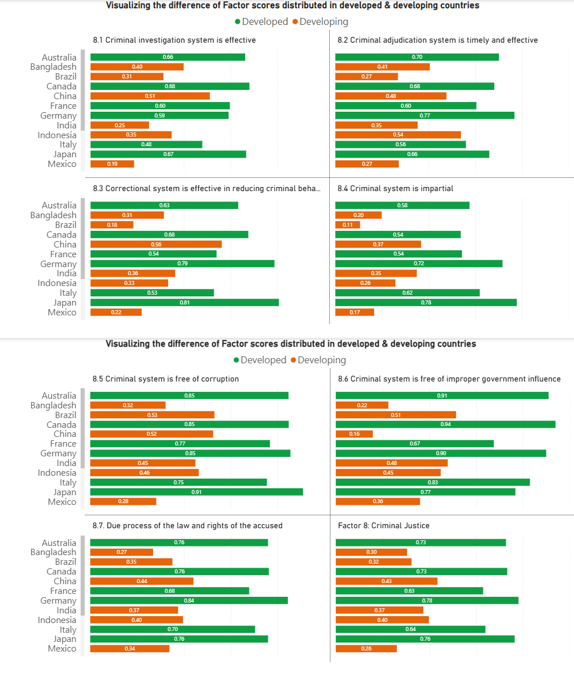 Visualizing the difference of Factor scores distributed in developed & developing countries
Developed Developing
8.1 Criminal investigation system is effective
Australia 0.66
Bangladesh 0.40
Brazil 0.31
Canada 0.68
China 0.51
France 0.60
Germany 0.59
India 0.25
Indonesia 0.35
Italy 0.48
Japan 0.67
Mexico 0.19
8.2 Criminal adjudication system is timely and effective
0.70
0.41
0.27
0.68
0.48
0.60
0.77
0.35
0.54
0.56
0.66
0.27
8.3 Correctional system is effective in reducing criminal beha...
Australia 0.63
Bangladesh 0.31
Brazil 0.18
Canada 0.68
China 0.56
France 0.54
Germany 0.79
India 0.36
Indonesia 0.33
Italy 0.53
Japan 0.81
Mexico 0.22
8.4 Criminal system is impartial
0.58
0.20
0.11
0.54
0.37
0.54
0.72
0.35
0.26
0.62
0.78
0.17
Visualizing the difference of Factor scores distributed in developed & developing countries
Developed Developing
8.5 Criminal system is free of corruption
Australia 0.85
Bangladesh 0.32
Brazil 0.53
Canada 0.85
China 0.52
France 0.77
Germany 0.85
India 0.45
Indonesia 0.46
Italy 0.75
Japan 0.91
Mexico 0.28
8.6 Criminal system is free of improper government influence
0.91
0.22
0.51
0.94
0.16
0.67
0.90
0.48
0.45
0.83
0.77
0.36
8.7. Due process of the law and rights of the accused
Australia 0.76
Bangladesh 0.27
Brazil 0.35
Canada 0.76
China 0.44
France 0.68
Germany 0.84
India 0.37
Indonesia 0.40
Italy 0.70
Japan 0.76
Mexico 0.34
Factor 8: Criminal Justice
0.73
0.30
0.32
0.73
0.43
0.63
0.78
0.37
0.40
0.64
0.76
0.26